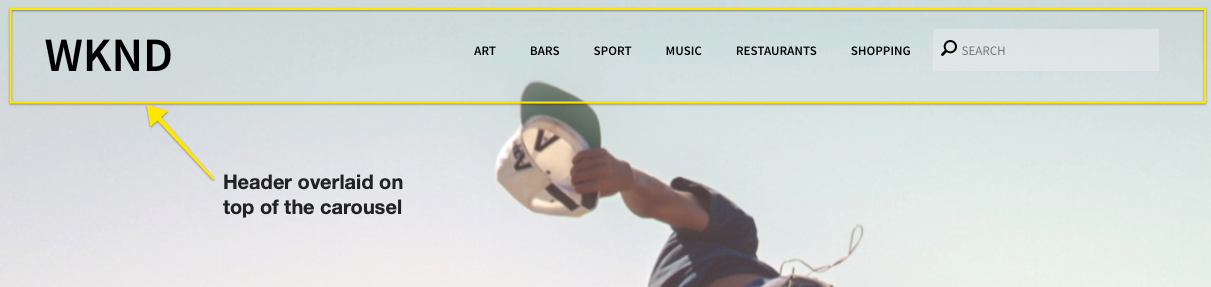 WKND
ART BARS SPORT MUSIC RESTAURANTS SHOPPING SEARCH
Header overlaid on
top of the carousel